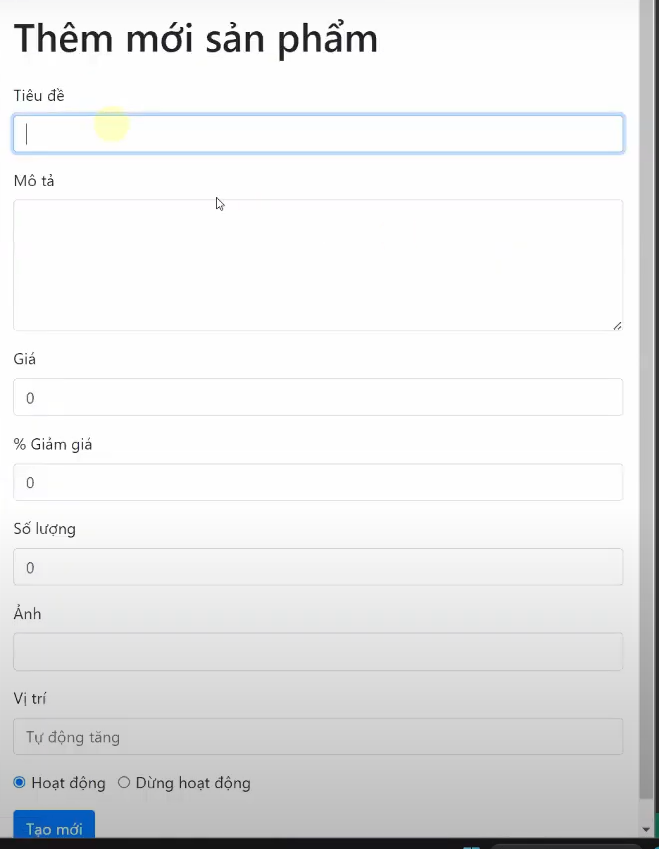 Thêm mới sản phẩm
Tiêu đề
Mô tả
Giá
0
% Giảm giá
0
Số lượng
0
Ảnh
Vị trí
Tự động tăng
Hoạt động Dừng hoạt động
Tạo mới